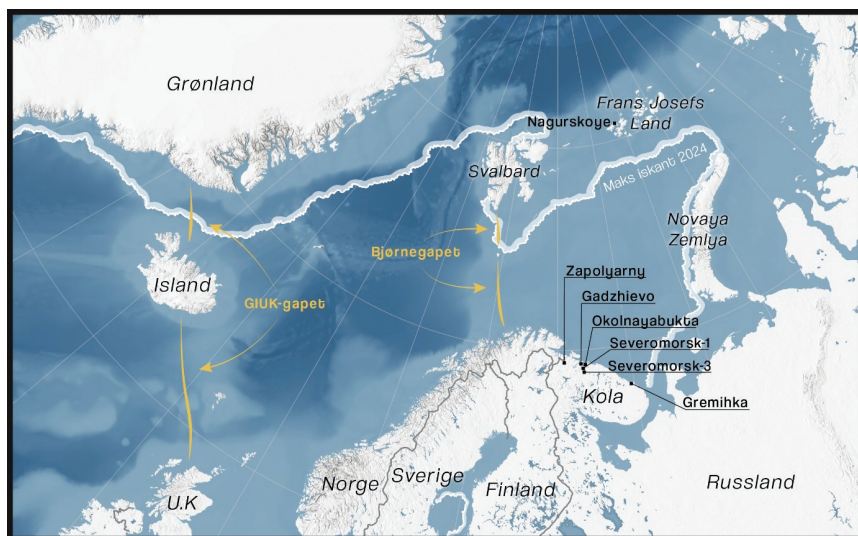 Grønland
Frans Josefs
Land
Nagurskoye
Svalbard
Maks iskant 2024
Novaya
Zemlya
Bjørnegapet
Island
GIUK-gapet
Zapolyarny
Gadzhievo
Okolnayabukta
Severomorsk-1
Severomorsk-3
Kola
Gremihka
U.K
Norge
Sverige
Finland
Russland